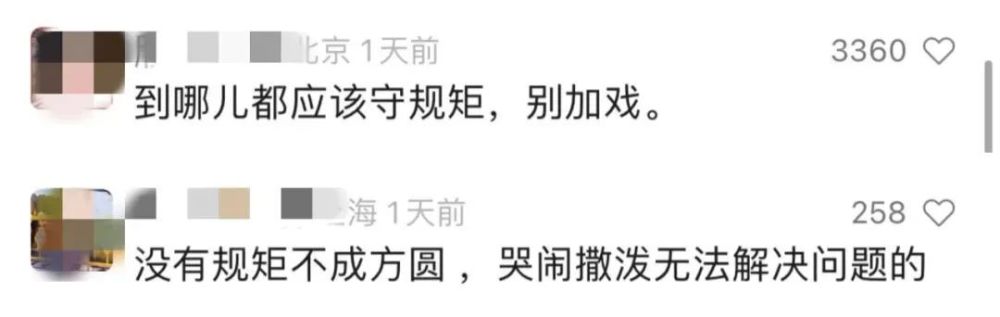 北京 1天前 3360
到哪儿都应该守规矩，别加戏。
海 1天前 258
没有规矩不成方圆 ，哭闹撒泼无法解决问题的